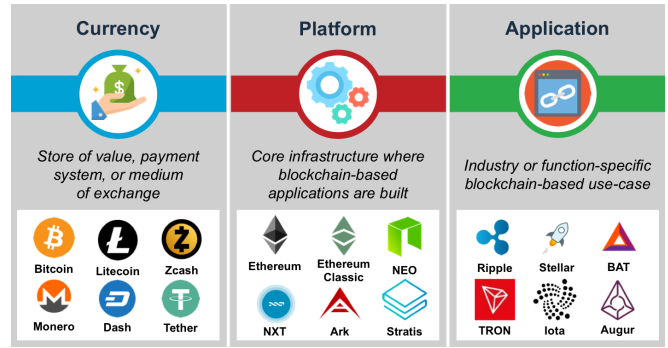 Currency
Store of value, payment
system, or medium
of exchange
Bitcoin Litecoin Zcash
Monero Dash Tether
Platform
Core infrastructure where
blockchain-based
applications are built
Ethereum Ethereum
Classic NEO
NXT Ark Stratis
Application
Industry or function-specific
blockchain-based use-case
Ripple Stellar BAT
TRON Iota Augur